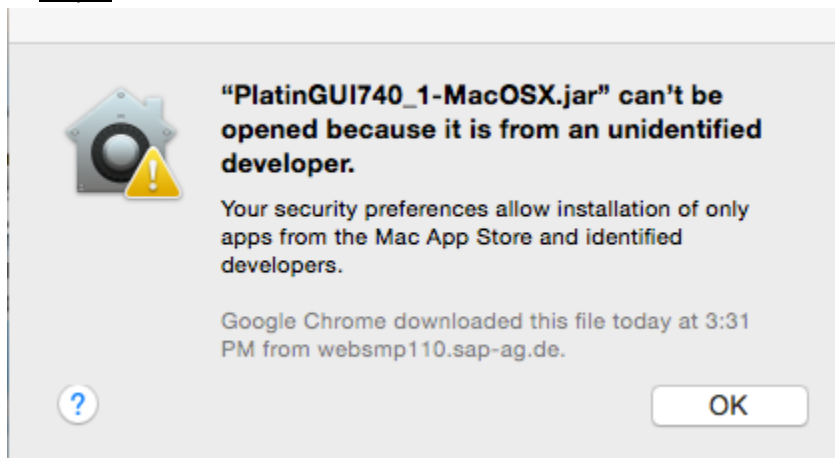 “PlatinGUI740_1-MacOSX.jar” can't be
opened because it is from an unidentified
developer.
Your security preferences allow installation of only
apps from the Mac App Store and identified
developers.
Google Chrome downloaded this file today at 3:31
PM from websmp110.sap-ag.de.
?
OK